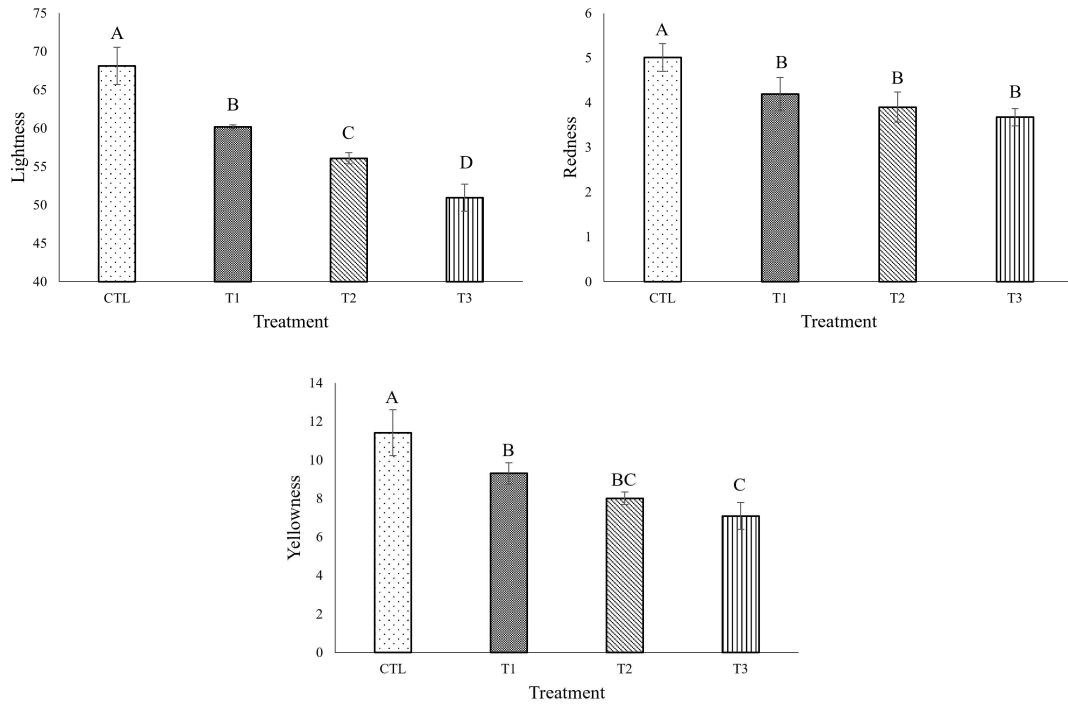 75
70
65
60
55
50
45
40
Lightness
A
B
C
D
CTL T1 T2 T3
Treatment
6
5
4
3
2
1
0
Redness
A
B
B
B
CTL T1 T2 T3
Treatment
14
12
10
8
6
4
2
0
Yellowness
A
B
BC
C
CTL T1 T2 T3
Treatment